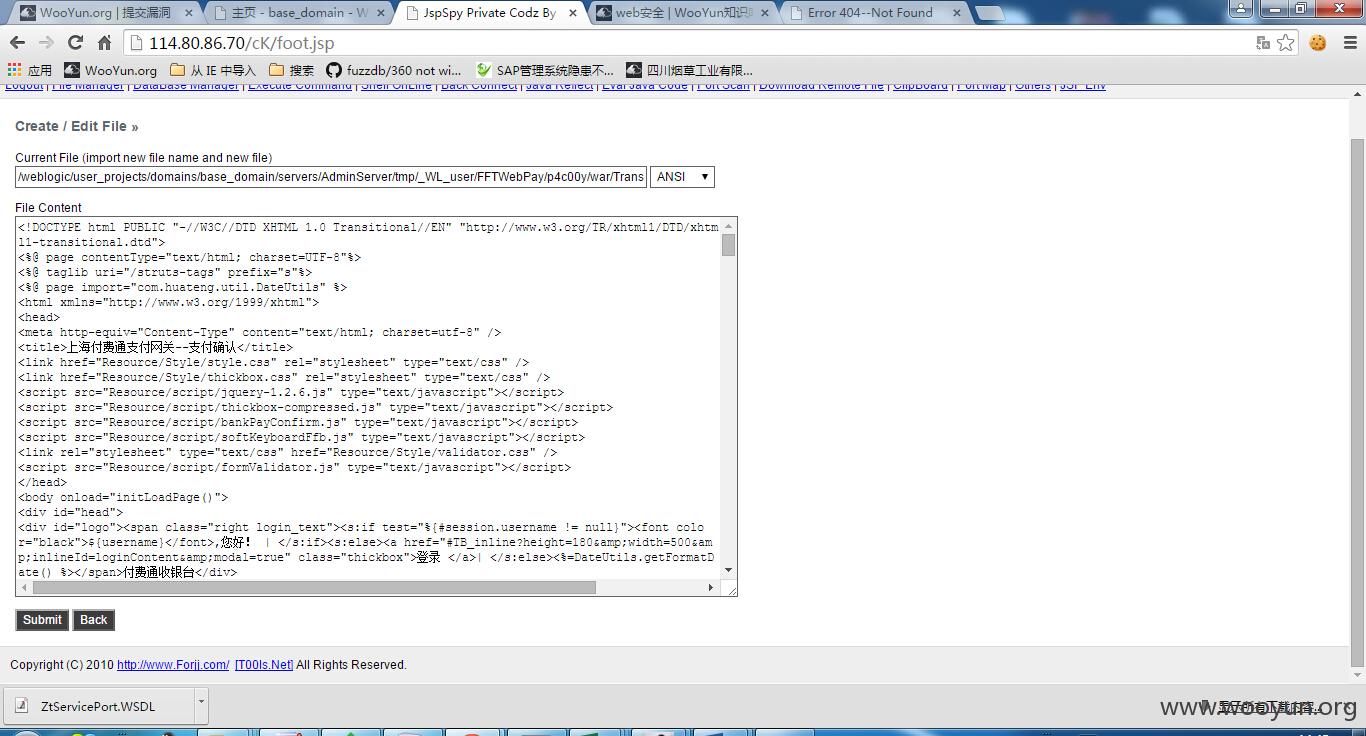 WooYun.org | 提交漏洞
主页 - base_domain - W
JspSpy Private Codz By
web安全 | WooYun知识
Error 404--Not Found
114.80.86.70/cK/foot.jsp
应用
WooYun.org
从 IE 中导入
搜索
fuzzdb/360 not wi...
SAP管理系统隐患不...
四川烟草工业有限...
Logout | File Manager | DataBase Manager | Execute Command | Shell OnLine | Back Connect | Java Reflect | Eval Java Code | Port Scan | Download Remote File | ClipBoard | Port Map | Others | JSP Env
Create / Edit File »
Current File (import new file name and new file)
/weblogic/user_projects/domains/base_domain/servers/AdminServer/tmp/_WL_user/FFTWebPay/p4c00y/war/Trans
ANSI
File Content
<!DOCTYPE html PUBLIC "-//W3C//DTD XHTML 1.0 Transitional//EN" "http://www.w3.org/TR/xhtml1/DTD/xhtm
l1-transitional.dtd">
<%@ page contentType="text/html; charset=UTF-8"%>
<%@ taglib uri="/struts-tags" prefix="s"%>
<%@ page import="com.huateng.util.DateUtils" %>
<html xmlns="http://www.w3.org/1999/xhtml">
<head>
<meta http-equiv="Content-Type" content="text/html; charset=utf-8" />
<title>上海付费通支付网关--支付确认</title>
<link href="Resource/Style/style.css" rel="stylesheet" type="text/css" />
<link href="Resource/Style/thickbox.css" rel="stylesheet" type="text/css" />
<script src="Resource/script/jquery-1.2.6.js" type="text/javascript"></script>
<script src="Resource/script/thickbox-compressed.js" type="text/javascript"></script>
<script src="Resource/script/bankPayConfirm.js" type="text/javascript"></script>
<script src="Resource/script/softKeyboardFfb.js" type="text/javascript"></script>
<link rel="stylesheet" type="text/css" href="Resource/Style/validator.css" />
<script src="Resource/script/formValidator.js" type="text/javascript"></script>
</head>
<body onload="initLoadPage()">
<div id="head">
<div id="logo"><span class="right login_text"><s:if test="%{#session.username != null}"><font colo
r="black">${username}</font>,您好! | </s:if><s:else><a href="#TB_inline?height=180&amp;width=500&am
p;inlineId=loginContent&amp;modal=true" class="thickbox">登录 </a>| </s:else><%=DateUtils.getFormatD
ate() %></span>付费通收银台</div>
Submit
Back
Copyright (C) 2010 http://www.Forjj.com/ [T00ls.Net] All Rights Reserved.
ZtServicePort.WSDL
www.wooyun.org